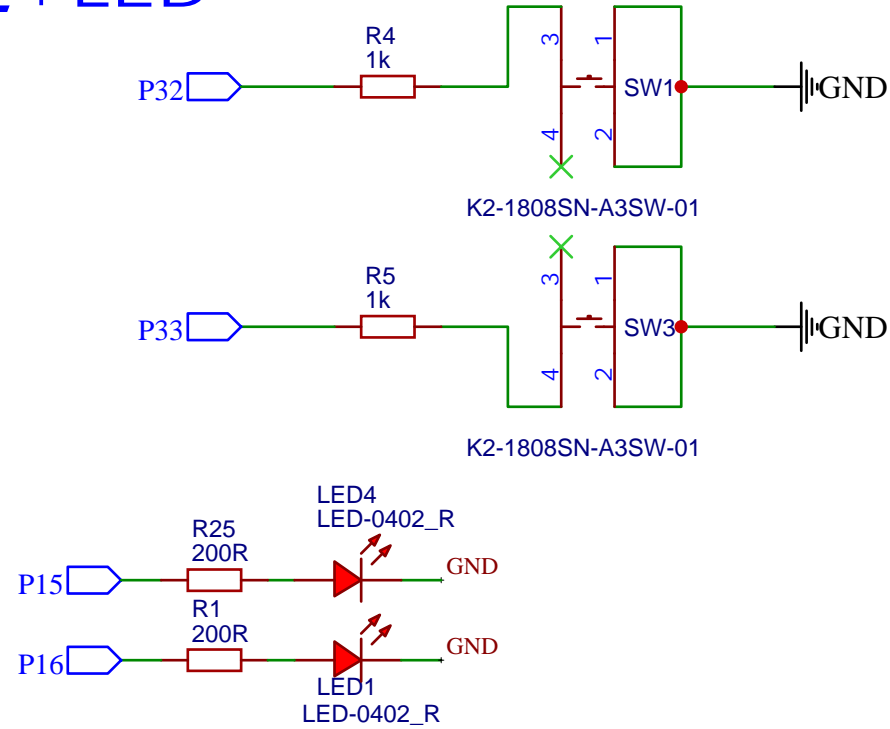 LED
R4
1k
P32
3
1
4
2
SW1
GND
K2-1808SN-A3SW-01
R5
1k
P33
3
1
4
2
SW3
GND
K2-1808SN-A3SW-01
LED4
LED-0402_R
R25
200R
P15
GND
R1
200R
P16
GND
LED1
LED-0402_R